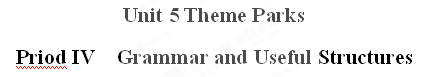 Unit 5 Theme Parks
Priod IV Grammar and Useful Structures